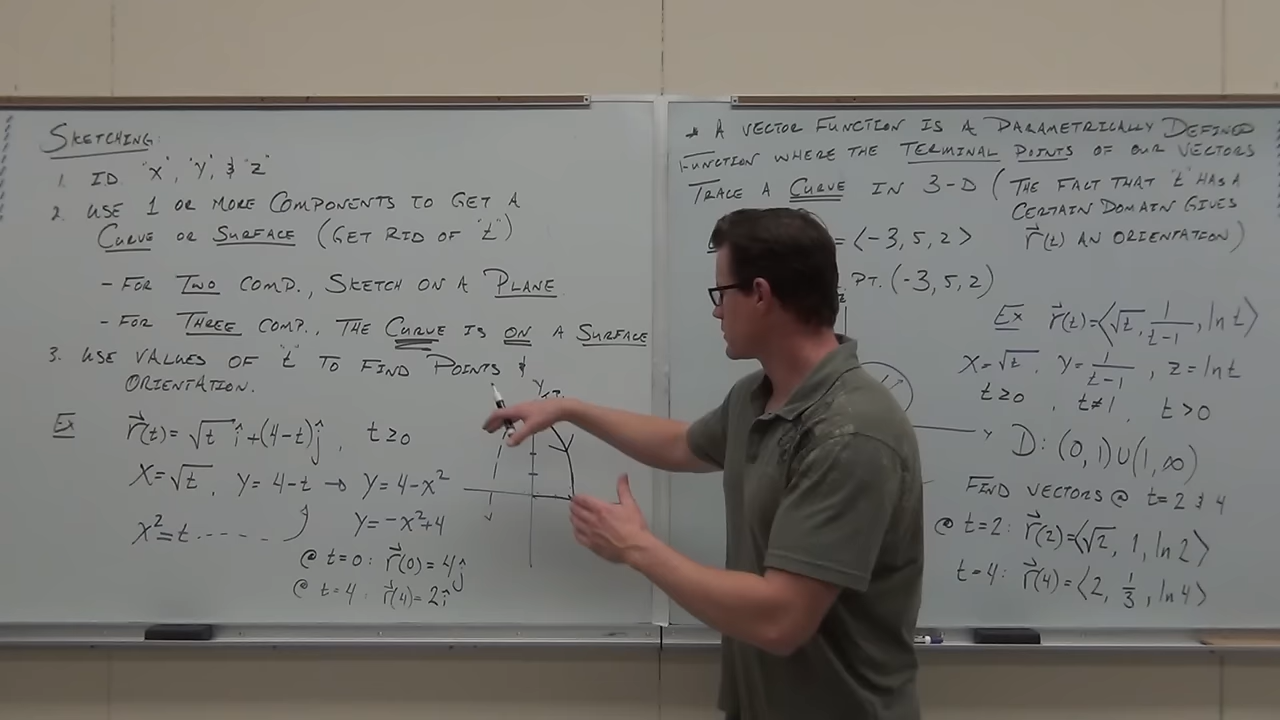 SKETCHING:
1. ID "X", "Y", & "Z"
2. USE 1 OR MORE COMPONENTS TO GET A
CURVE OR SURFACE (GET RID OF "t")
- FOR TWO COMP., SKETCH ON A PLANE
- FOR THREE COMP., THE CURVE IS ON A SURFACE
3. USE VALUES OF "t" TO FIND POINTS &
ORIENTATION.
Ex r⃗(t)= √t î+(4-t)ĵ, t≥0
X=√t, Y=4-t → Y=4-x²
x²=t
Y=-x²+4
@ t=0: r⃗(0)=4ĵ
@ t=4: r⃗(4)=2î
Y
* A VECTOR FUNCTION IS A PARAMETRICALLY DEFINED
FUNCTION WHERE THE TERMINAL POINTS OF OUR VECTORS
TRACE A CURVE IN 3-D (THE FACT THAT "t" HAS A
CERTAIN DOMAIN GIVES
r⃗(t) AN ORIENTATION)
= <-3, 5, 2>
PT. (-3, 5, 2)
Y
Ex r⃗(t)=<√t, 1/(t-1), ln t>
X=√t, Y=1/(t-1), z=ln t
t≥0, t≠1, t>0
D: (0,1)∪(1,∞)
FIND VECTORS @ t=2 & 4
@ t=2: r⃗(2)=<√2, 1, ln 2>
t=4: r⃗(4)=<2, 1/3, ln 4>